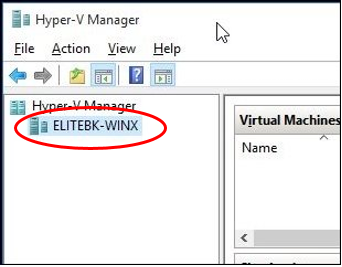 Hyper-V Manager
File Action View Help
Hyper-V Manager
ELITEBK-WINX
Virtual Machines
Name